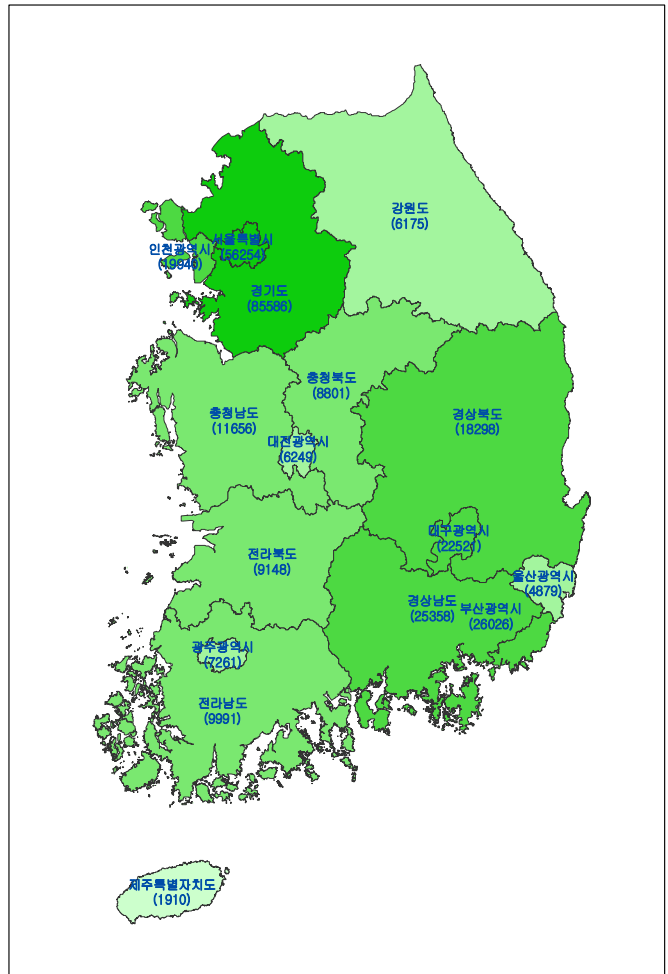 강원도
(6175)
서울특별시
(56254)
인천광역시
(19940)
경기도
(85586)
충청북도
(8801)
충청남도
(11656)
경상북도
(18298)
대전광역시
(6249)
대구광역시
(22521)
전라북도
(9148)
울산광역시
(4879)
경상남도
(25358)
부산광역시
(26026)
광주광역시
(7261)
전라남도
(9991)
제주특별자치도
(1910)